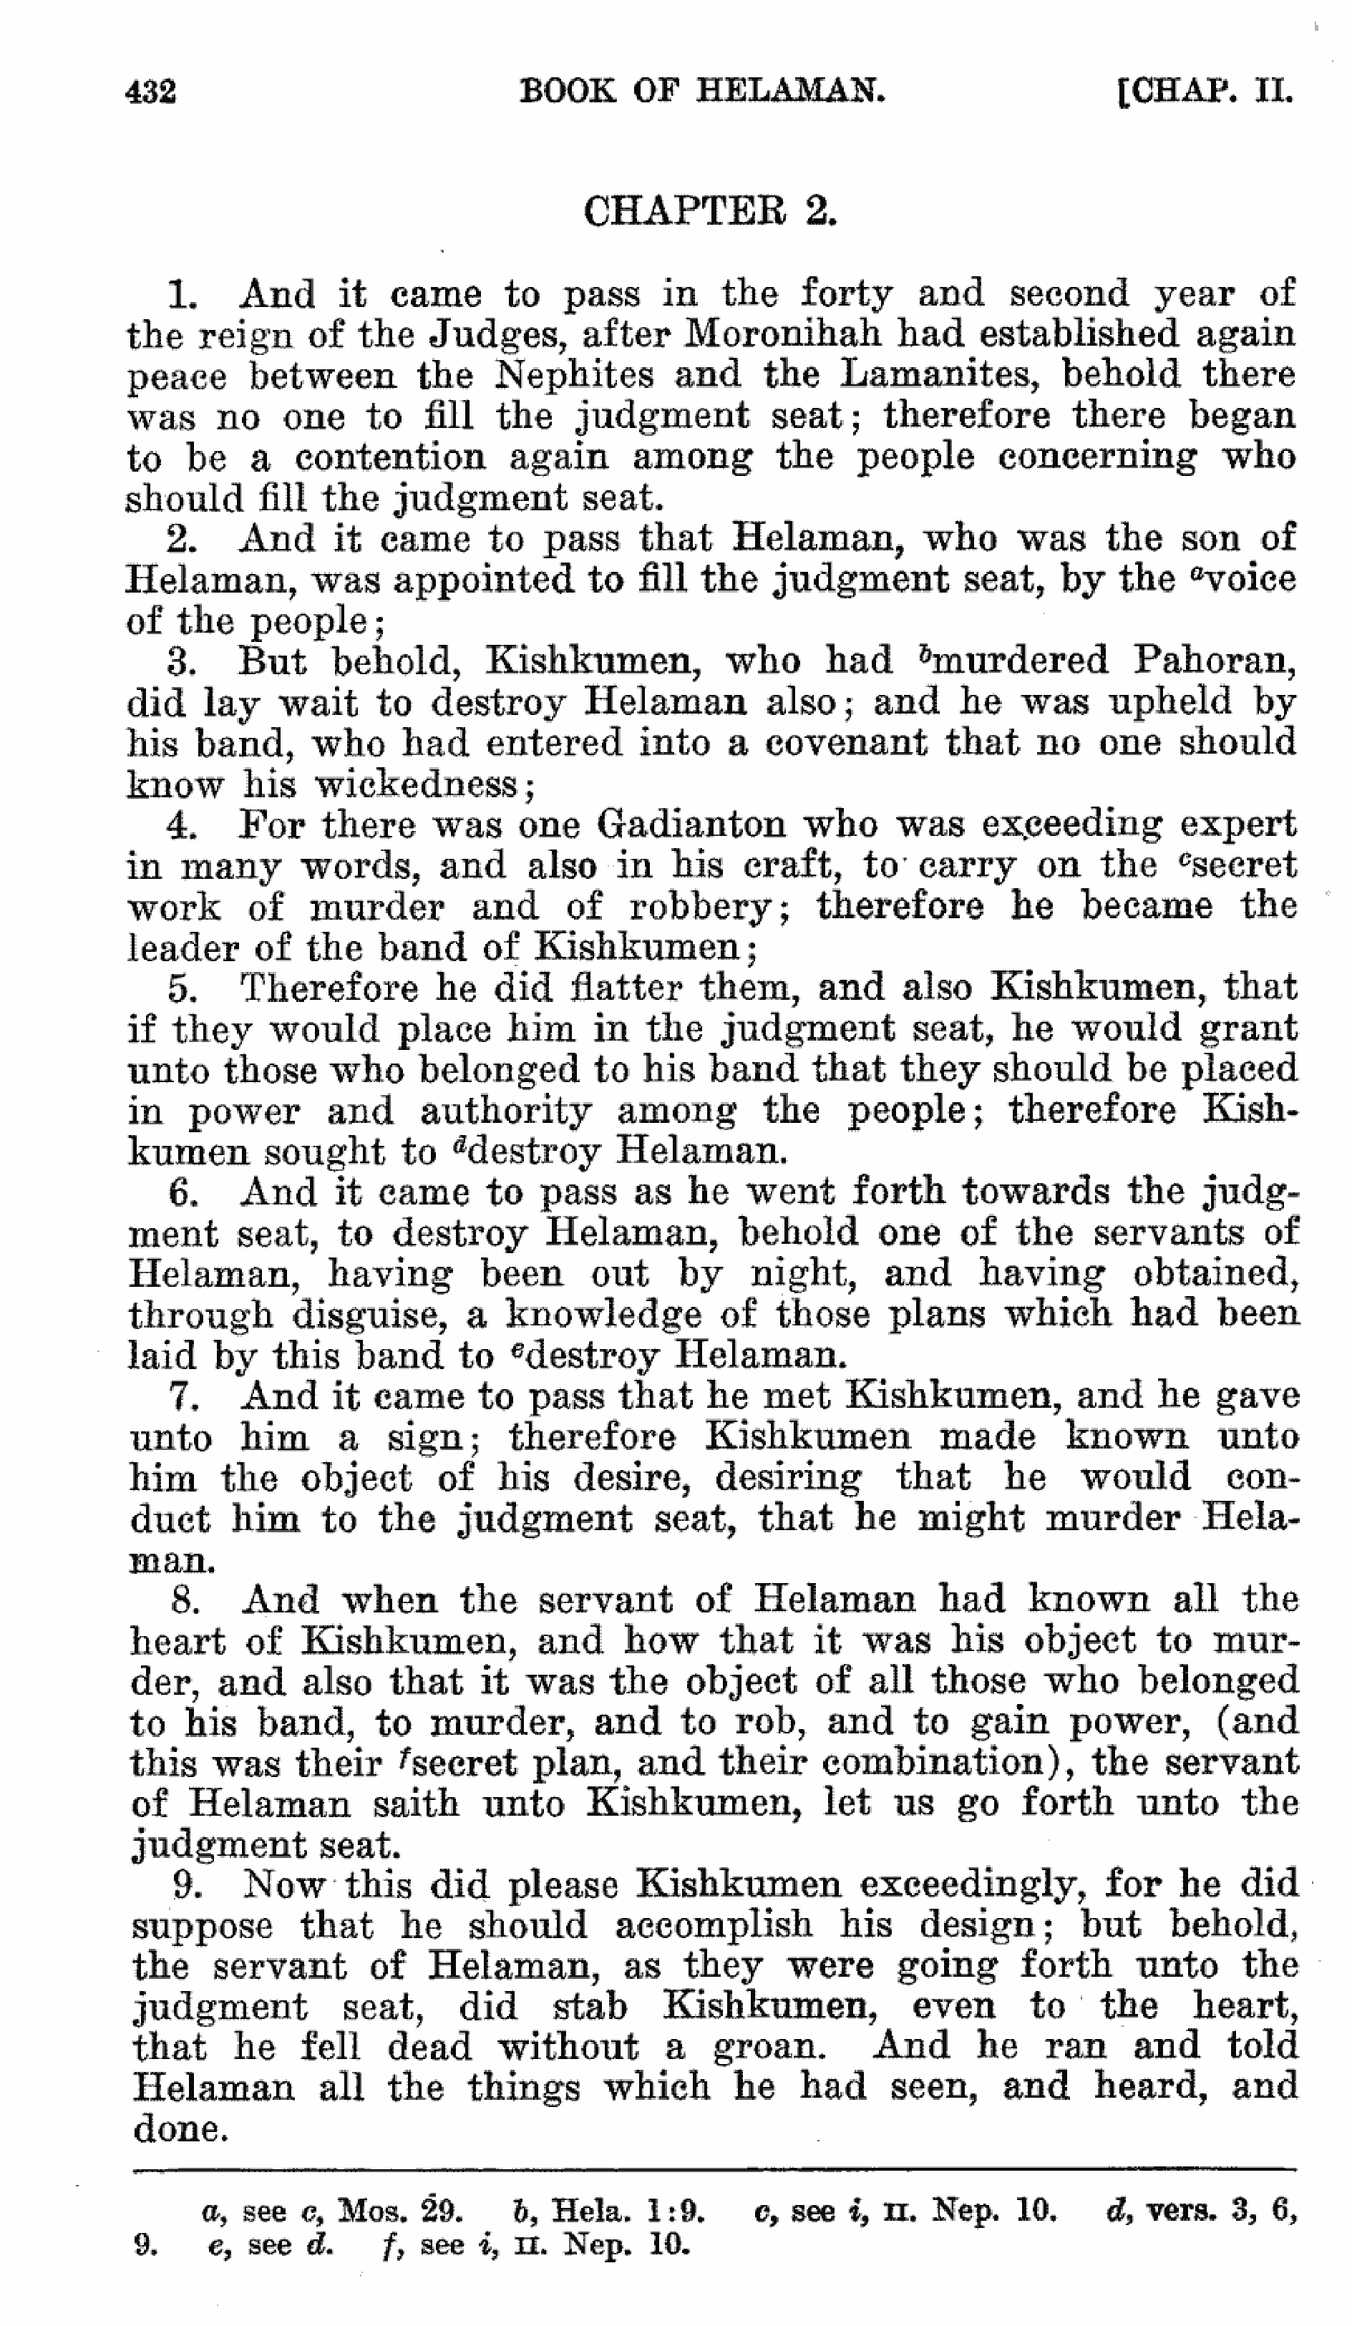 432 BOOK OF HELAMAN. [CHAP. II.
CHAPTER 2.
1. And it came to pass in the forty and second year of
the reign of the Judges, after Moronihah had established again
peace between the Nephites and the Lamanites, behold there
was no one to fill the judgment seat; therefore there began
to be a contention again among the people concerning who
should fill the judgment seat.
2. And it came to pass that Helaman, who was the son of
Helaman, was appointed to fill the judgment seat, by the ᵃvoice
of the people;
3. But behold, Kishkumen, who had ᵇmurdered Pahoran,
did lay wait to destroy Helaman also; and he was upheld by
his band, who had entered into a covenant that no one should
know his wickedness;
4. For there was one Gadianton who was exceeding expert
in many words, and also in his craft, to carry on the ᶜsecret
work of murder and of robbery; therefore he became the
leader of the band of Kishkumen;
5. Therefore he did flatter them, and also Kishkumen, that
if they would place him in the judgment seat, he would grant
unto those who belonged to his band that they should be placed
in power and authority among the people; therefore Kish-
kumen sought to ᵈdestroy Helaman.
6. And it came to pass as he went forth towards the judg-
ment seat, to destroy Helaman, behold one of the servants of
Helaman, having been out by night, and having obtained,
through disguise, a knowledge of those plans which had been
laid by this band to ᵉdestroy Helaman.
7. And it came to pass that he met Kishkumen, and he gave
unto him a sign; therefore Kishkumen made known unto
him the object of his desire, desiring that he would con-
duct him to the judgment seat, that he might murder Hela-
man.
8. And when the servant of Helaman had known all the
heart of Kishkumen, and how that it was his object to mur-
der, and also that it was the object of all those who belonged
to his band, to murder, and to rob, and to gain power, (and
this was their ᶠsecret plan, and their combination), the servant
of Helaman saith unto Kishkumen, let us go forth unto the
judgment seat.
9. Now this did please Kishkumen exceedingly, for he did
suppose that he should accomplish his design; but behold,
the servant of Helaman, as they were going forth unto the
judgment seat, did stab Kishkumen, even to the heart,
that he fell dead without a groan. And he ran and told
Helaman all the things which he had seen, and heard, and
done.
a, see c, Mos. 29. b, Hela. 1:9. c, see i, II. Nep. 10. d, vers. 3, 6,
9. e, see d. f, see i, II. Nep. 10.